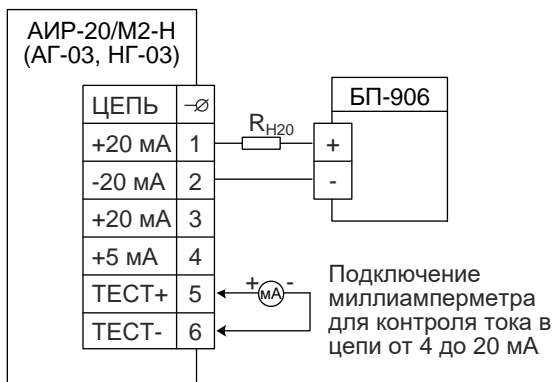 АИР-20/М2-Н
(АГ-03, НГ-03)
ЦЕПЬ
+20 мА 1
-20 мА 2
+20 мА 3
+5 мА 4
ТЕСТ+ 5
ТЕСТ- 6
RН20
БП-906
+
-
+ мА -
Подключение
миллиамперметра
для контроля тока в
цепи от 4 до 20 мА